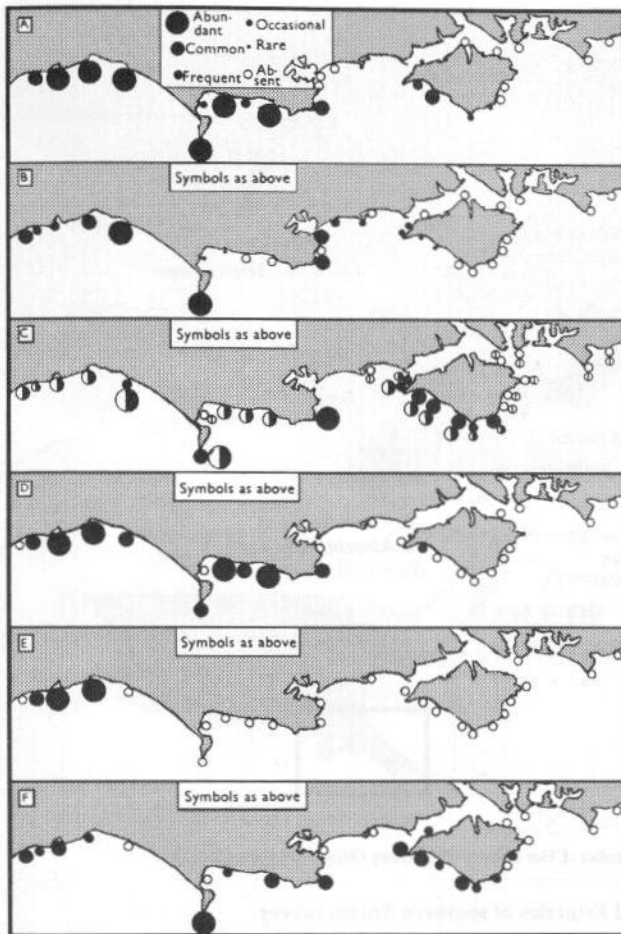 A
Abun-
dant
Occasional
Common
Rare
Frequent
Ab-
sent
B
Symbols as above
C
Symbols as above
D
Symbols as above
E
Symbols as above
F
Symbols as above